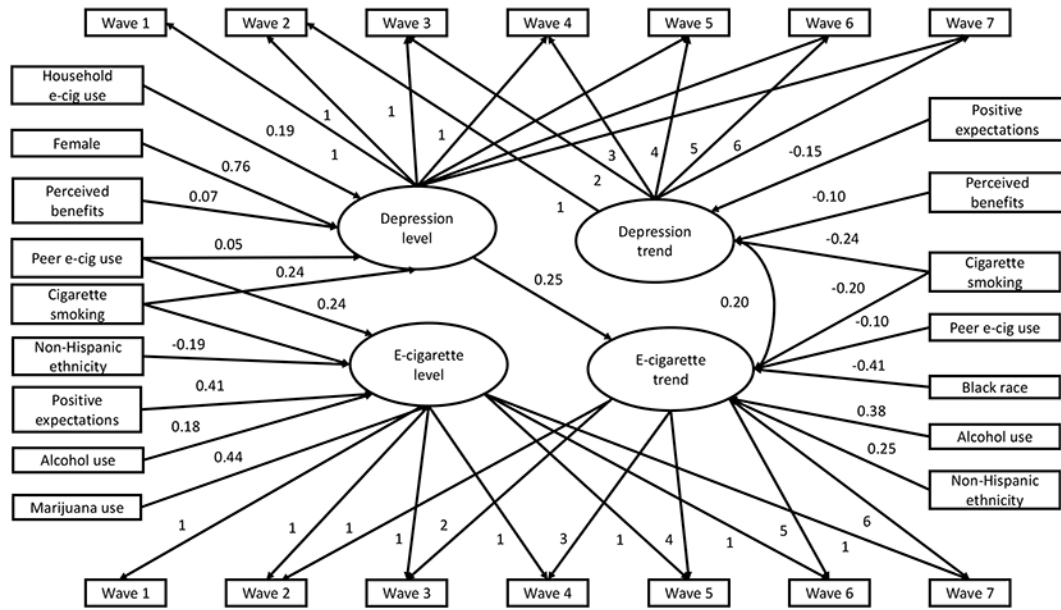 Wave 1 Wave 2 Wave 3 Wave 4 Wave 5 Wave 6 Wave 7
Household
e-cig use
Female
Perceived
benefits
Peer e-cig use
Cigarette
smoking
Non-Hispanic
ethnicity
Positive
expectations
Alcohol use
Marijuana use
0.19
0.76
0.07
0.05
0.24
0.24
-0.19
0.41
0.18
0.44
1 1 1 1
Depression
level
0.25
E-cigarette
level
1 2 3 4 5 6
Depression
trend
0.20
E-cigarette
trend
-0.15
-0.10
-0.24
-0.20
-0.10
-0.41
0.38
0.25
Positive
expectations
Perceived
benefits
Cigarette
smoking
Peer e-cig use
Black race
Alcohol use
Non-Hispanic
ethnicity
1 1 1 1 2 1 3 1 4 1 5 1 6
Wave 1 Wave 2 Wave 3 Wave 4 Wave 5 Wave 6 Wave 7